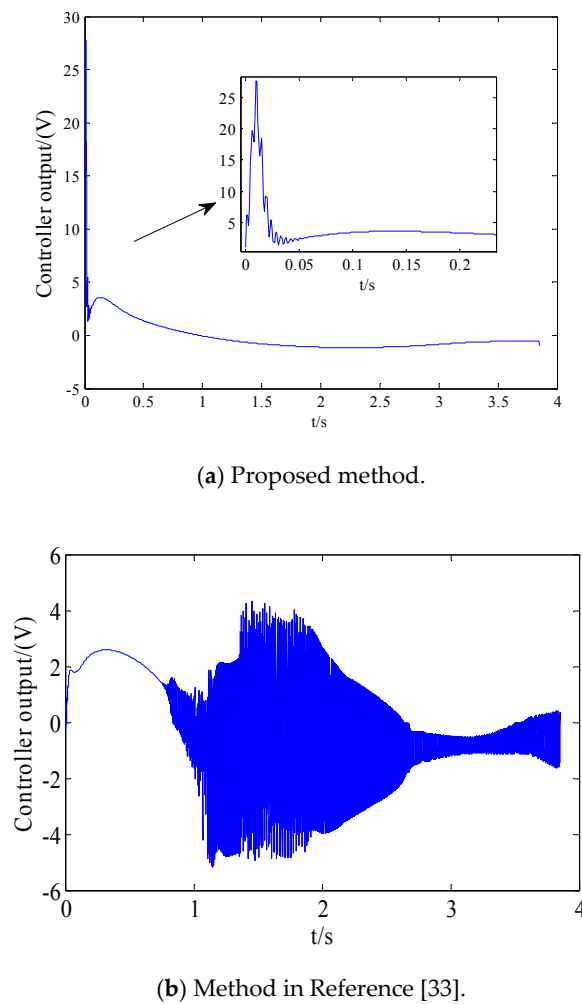 30
25
20
15
10
5
0
-5
Controller output/(V)
25
20
15
10
5
0 0.05 0.1 0.15 0.2
t/s
0 0.5 1 1.5 2 2.5 3 3.5 4
t/s
(a) Proposed method.
6
4
2
0
-2
-4
-6
Controller output/(V)
0 1 2 3 4
t/s
(b) Method in Reference [33].